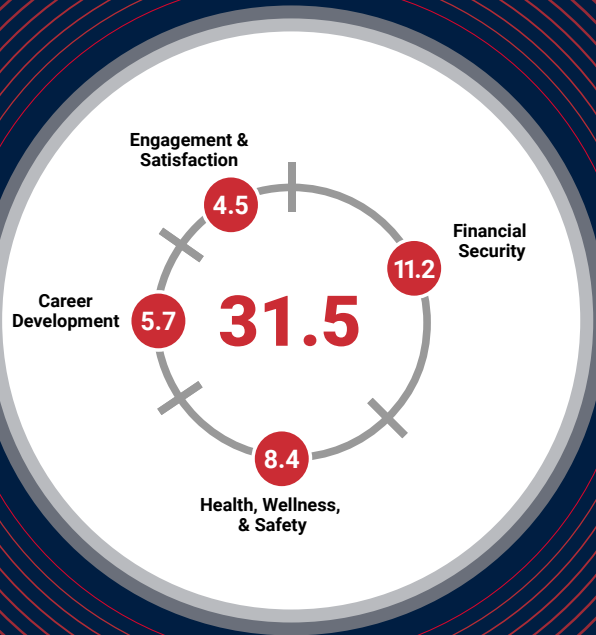 Engagement &
Satisfaction
4.5
Financial
Security
11.2
Career
Development
5.7
31.5
8.4
Health, Wellness,
& Safety